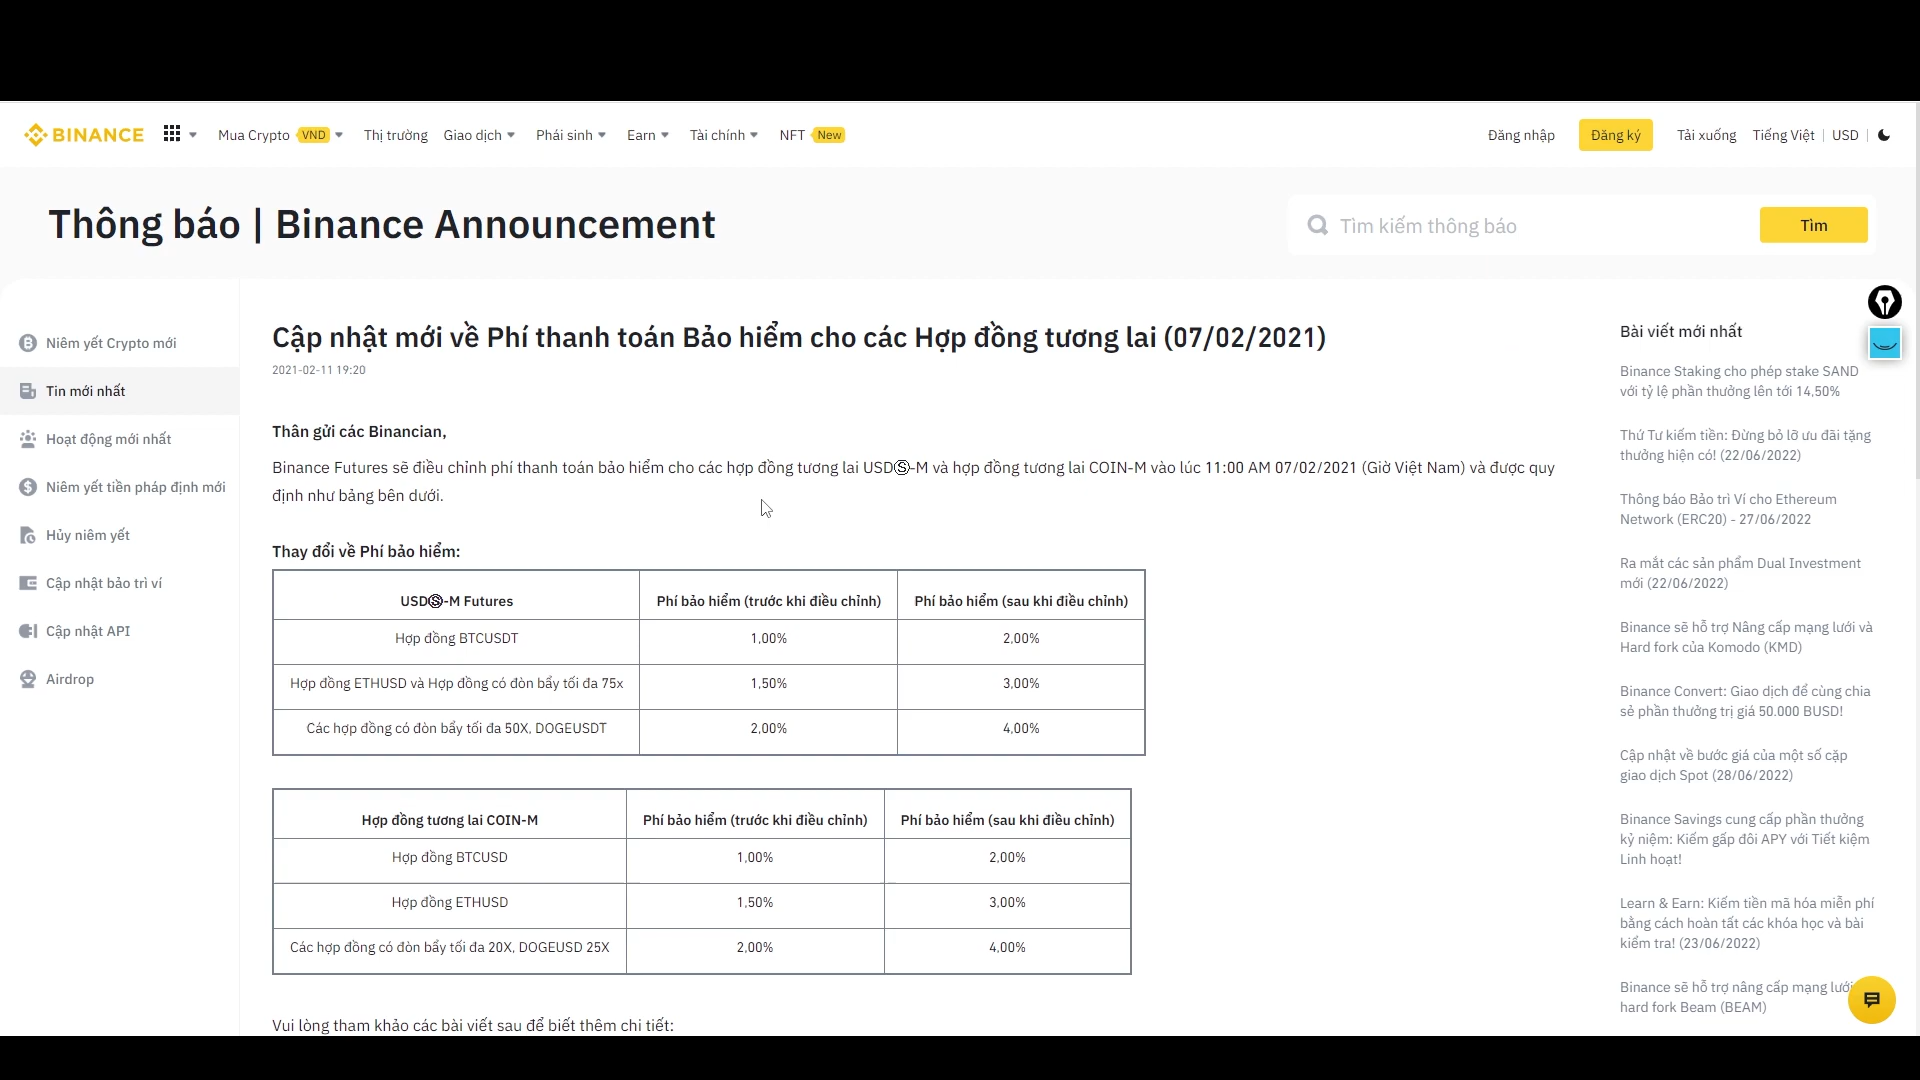 BINANCE
Mua Crypto VND Thị trường Giao dịch Phái sinh Earn Tài chính NFT New
Đăng nhập Đăng ký Tải xuống Tiếng Việt USD
Thông báo | Binance Announcement
Tìm kiếm thông báo Tìm
Niêm yết Crypto mới
Tin mới nhất
Hoạt động mới nhất
Niêm yết tiền pháp định mới
Hủy niêm yết
Cập nhật bảo trì ví
Cập nhật API
Airdrop
Cập nhật mới về Phí thanh toán Bảo hiểm cho các Hợp đồng tương lai (07/02/2021)
2021-02-11 19:20
Thân gửi các Binancian,
Binance Futures sẽ điều chỉnh phí thanh toán bảo hiểm cho các hợp đồng tương lai USDⓈ-M và hợp đồng tương lai COIN-M vào lúc 11:00 AM 07/02/2021 (Giờ Việt Nam) và được quy
định như bảng bên dưới.
Thay đổi về Phí bảo hiểm:
USDⓈ-M Futures Phí bảo hiểm (trước khi điều chỉnh) Phí bảo hiểm (sau khi điều chỉnh)
Hợp đồng BTCUSDT 1,00% 2,00%
Hợp đồng ETHUSD và Hợp đồng có đòn bẩy tối đa 75x 1,50% 3,00%
Các hợp đồng có đòn bẩy tối đa 50X, DOGEUSDT 2,00% 4,00%
Hợp đồng tương lai COIN-M Phí bảo hiểm (trước khi điều chỉnh) Phí bảo hiểm (sau khi điều chỉnh)
Hợp đồng BTCUSD 1,00% 2,00%
Hợp đồng ETHUSD 1,50% 3,00%
Các hợp đồng có đòn bẩy tối đa 20X, DOGEUSD 25X 2,00% 4,00%
Vui lòng tham khảo các bài viết sau để biết thêm chi tiết:
Bài viết mới nhất
Binance Staking cho phép stake SAND
với tỷ lệ phần thưởng lên tới 14,50%
Thứ Tư kiếm tiền: Đừng bỏ lỡ ưu đãi tặng
thưởng hiện có! (22/06/2022)
Thông báo Bảo trì Ví cho Ethereum
Network (ERC20) - 27/06/2022
Ra mắt các sản phẩm Dual Investment
mới (22/06/2022)
Binance sẽ hỗ trợ Nâng cấp mạng lưới và
Hard fork của Komodo (KMD)
Binance Convert: Giao dịch để cùng chia
sẻ phần thưởng trị giá 50.000 BUSD!
Cập nhật về bước giá của một số cặp
giao dịch Spot (28/06/2022)
Binance Savings cung cấp phần thưởng
kỷ niệm: Kiếm gấp đôi APY với Tiết kiệm
Linh hoạt!
Learn & Earn: Kiếm tiền mã hóa miễn phí
bằng cách hoàn tất các khóa học và bài
kiểm tra! (23/06/2022)
Binance sẽ hỗ trợ nâng cấp mạng lưới
hard fork Beam (BEAM)